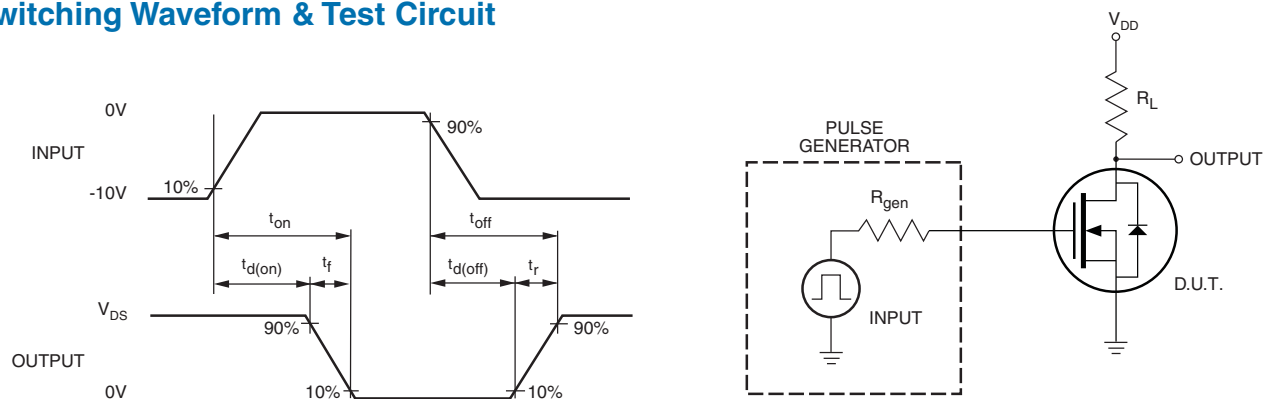 witching Waveform & Test Circuit
0V
INPUT
-10V
10%
90%
ton
toff
td(on)
tf
td(off)
tr
VDS
90%
90%
OUTPUT
0V
10%
10%
VDD
RL
PULSE
GENERATOR
OUTPUT
Rgen
INPUT
D.U.T.